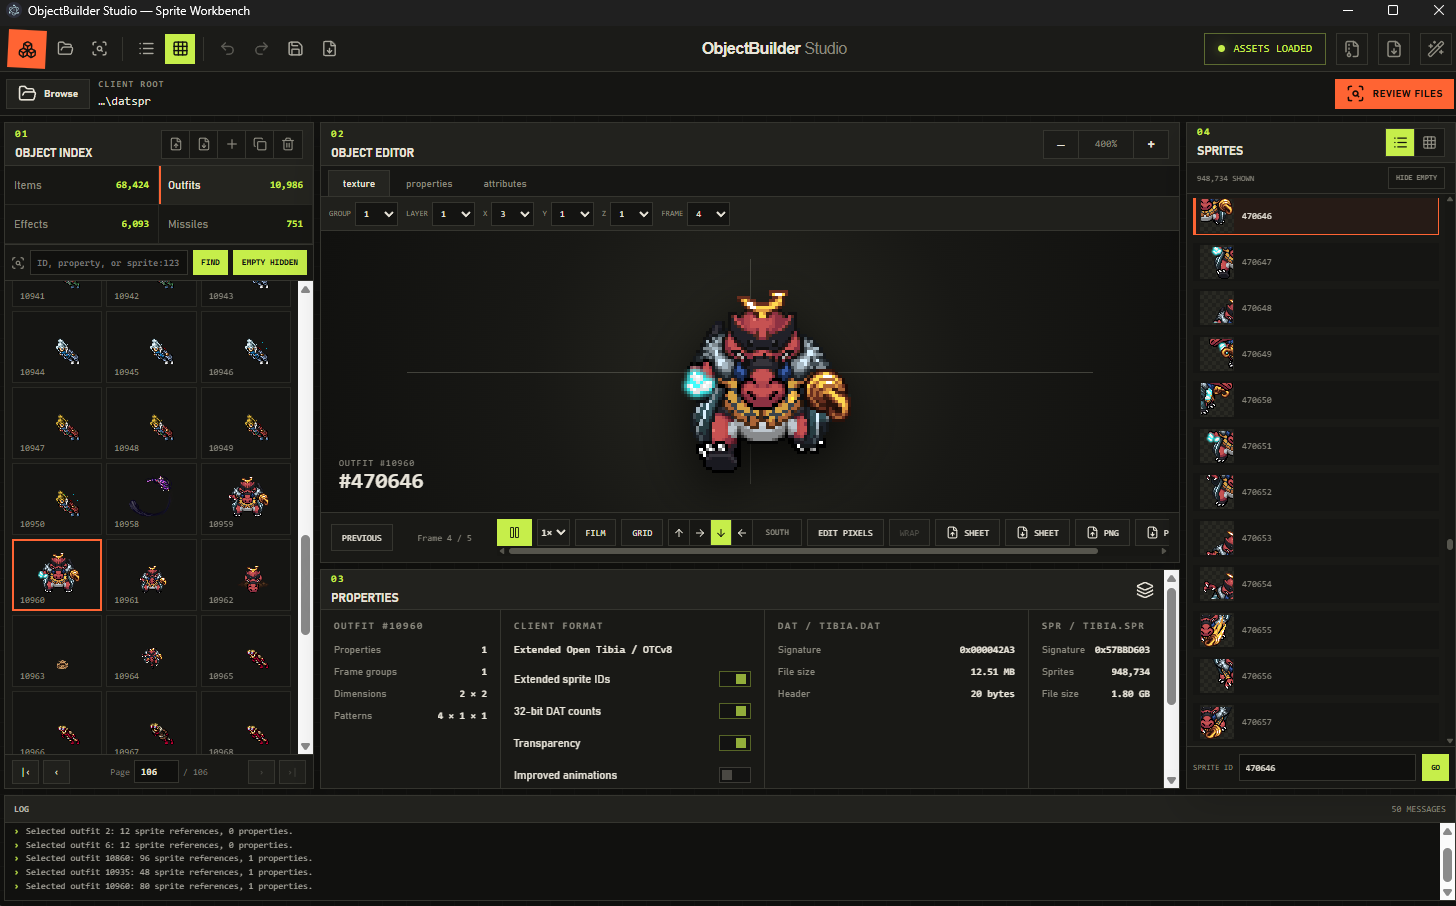 ObjectBuilder Studio — Sprite Workbench
ObjectBuilder Studio
ASSETS LOADED
Browse
CLIENT ROOT
…\datspr
REVIEW FILES
01
OBJECT INDEX
Items 68,424
Outfits 10,986
Effects 6,093
Missiles 751
ID, property, or sprite:123
FIND
EMPTY HIDDEN
10941 10942 10943
10944 10945 10946
10947 10948 10949
10950 10958 10959
10960 10961 10962
10963 10964 10965
10966 10967 10968
Page 106 / 106
02
OBJECT EDITOR
– 400% +
texture properties attributes
GROUP 1 LAYER 1 X 3 Y 1 Z 1 FRAME 4
OUTFIT #10960
#470646
PREVIOUS
Frame 4 / 5
1×
FILM
GRID
SOUTH
EDIT PIXELS
WRAP
SHEET
SHEET
PNG
P
03
PROPERTIES
OUTFIT #10960
Properties 1
Frame groups 1
Dimensions 2 × 2
Patterns 4 × 1 × 1
CLIENT FORMAT
Extended Open Tibia / OTCv8
Extended sprite IDs
32-bit DAT counts
Transparency
Improved animations
DAT / TIBIA.DAT
Signature 0x000042A3
File size 12.51 MB
Header 20 bytes
SPR / TIBIA.SPR
Signature 0x57BBD603
Sprites 948,734
File size 1.80 GB
04
SPRITES
948,734 SHOWN
HIDE EMPTY
470646
470647
470648
470649
470650
470651
470652
470653
470654
470655
470656
470657
SPRITE ID 470646 GO
LOG
50 MESSAGES
› Selected outfit 2: 12 sprite references, 0 properties.
› Selected outfit 6: 12 sprite references, 0 properties.
› Selected outfit 10860: 96 sprite references, 1 properties.
› Selected outfit 10935: 48 sprite references, 1 properties.
› Selected outfit 10960: 80 sprite references, 1 properties.